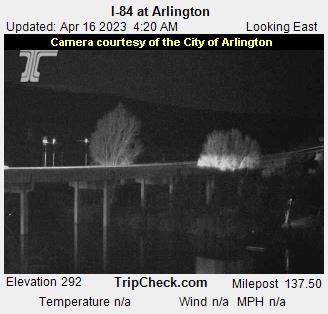 I-84 at Arlington
Updated: Apr 16 2023 4:20 AM Looking East
Camera courtesy of the City of Arlington
Elevation 292 TripCheck.com Milepost 137.50
Temperature n/a Wind n/a MPH n/a